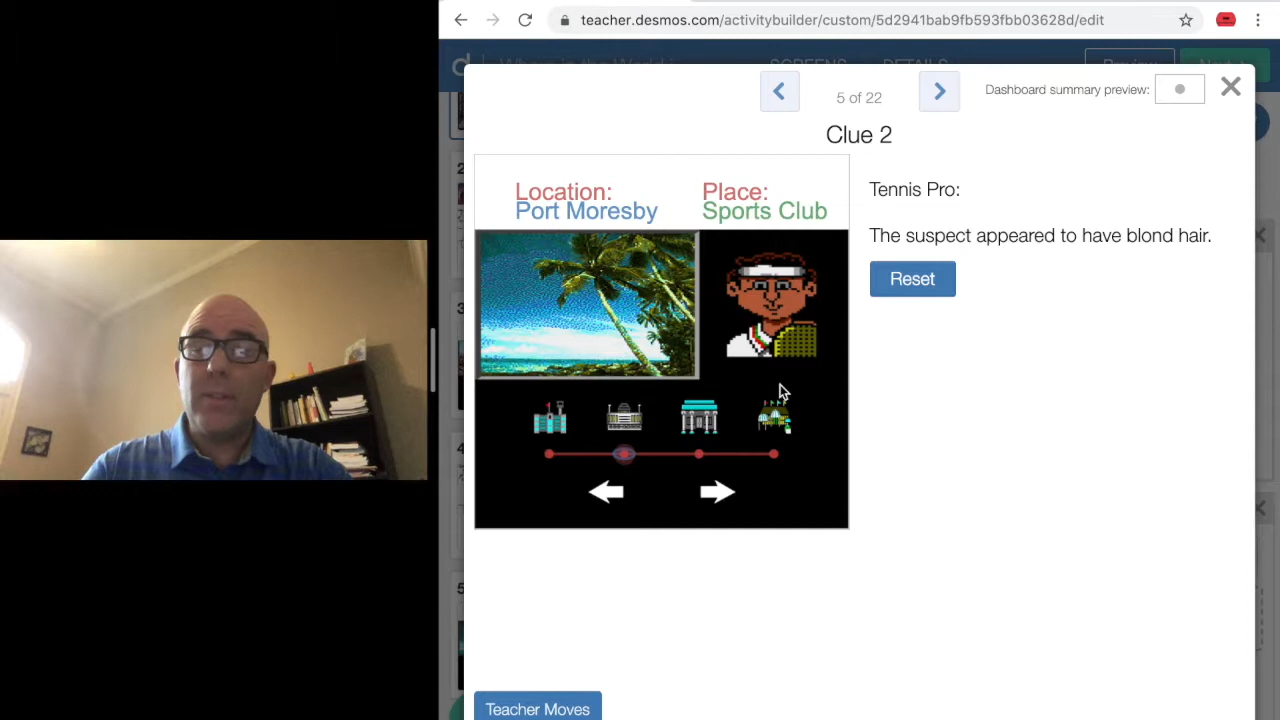 teacher.desmos.com/activitybuilder/custom/5d2941bab9fb593fbb03628d/edit
5 of 22
Dashboard summary preview:
Clue 2
Location:
Port Moresby
Place:
Sports Club
Tennis Pro:
The suspect appeared to have blond hair.
Reset
Teacher Moves